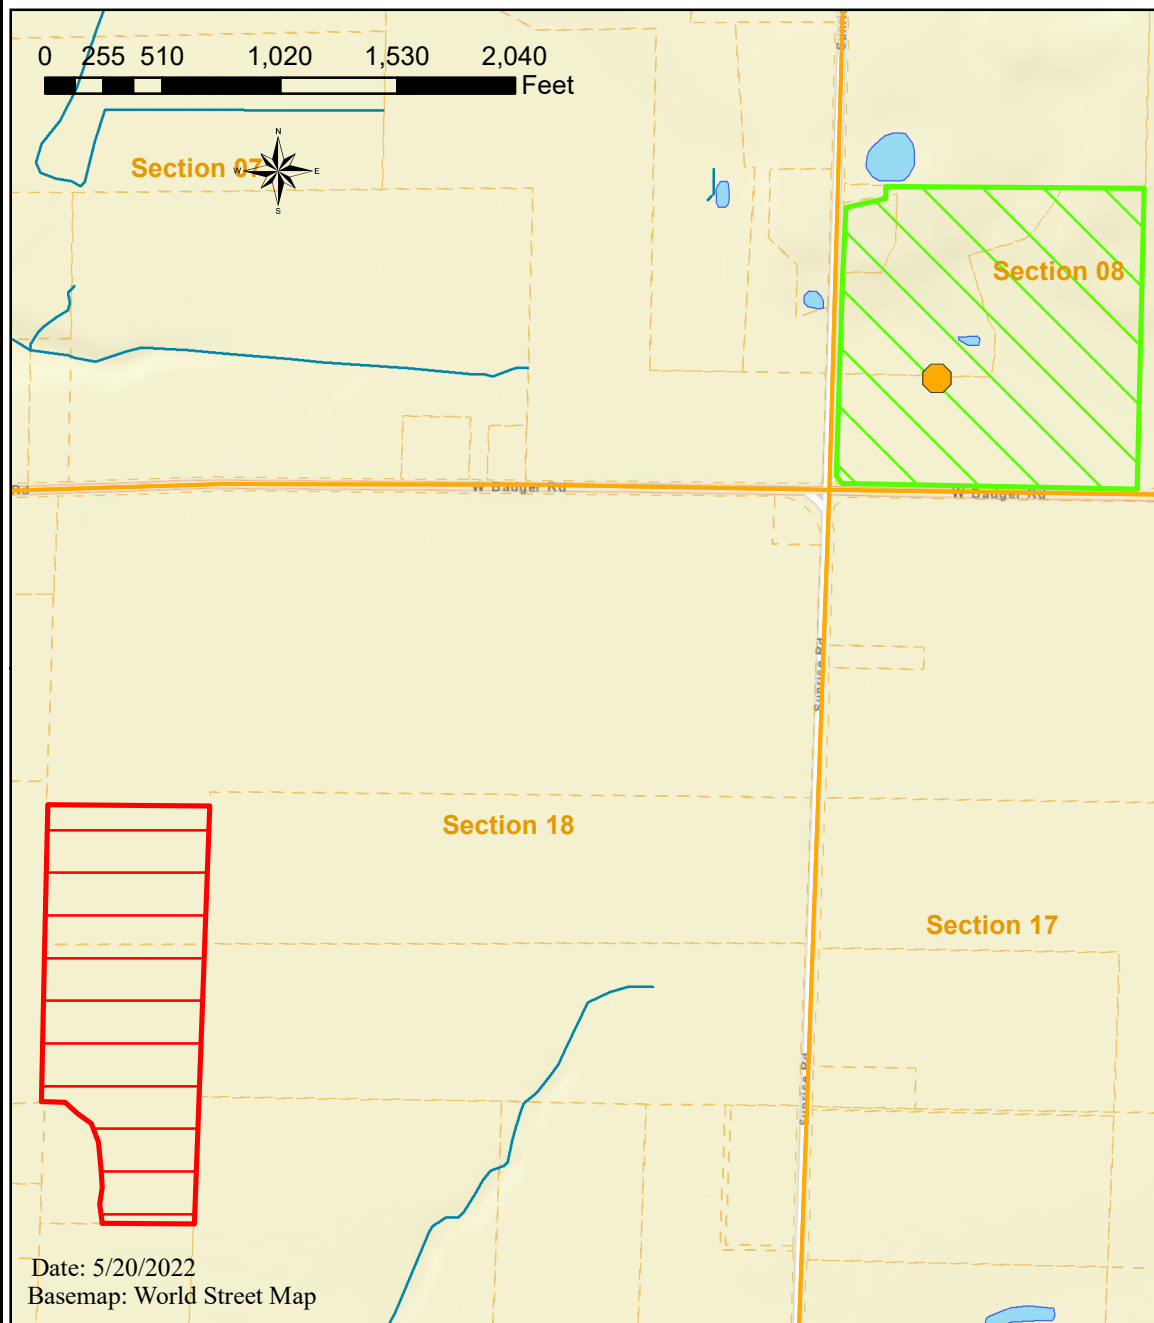 0 255 510 1,020 1,530 2,040
Feet
Section 07
N
W E
S
Section 08
Rd
W Badger Rd
W Badger Rd
Sunrise Rd
Section 18
Section 17
Sunrise Rd
Date: 5/20/2022
Basemap: World Street Map